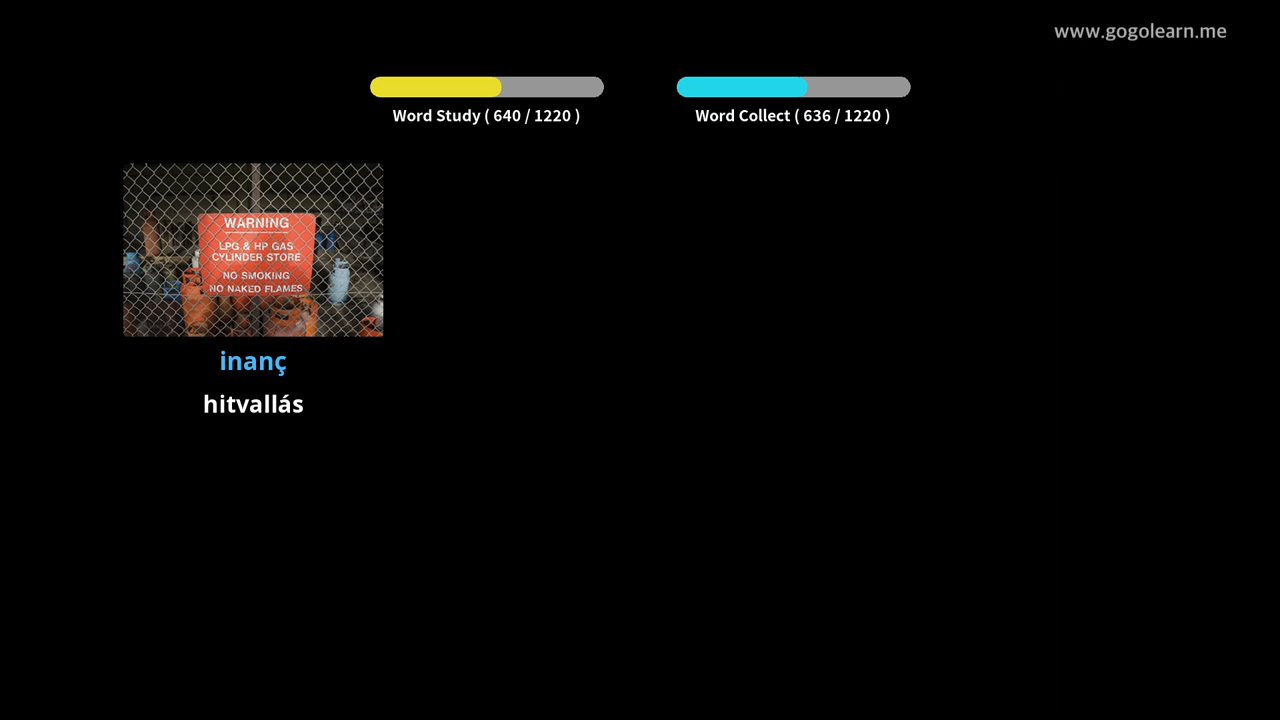 www.gogolearn.me
Word Study ( 640 / 1220 )
Word Collect ( 636 / 1220 )
WARNING
LPG & HP GAS
CYLINDER STORE
NO SMOKING
NO NAKED FLAMES
inanç
hitvallás